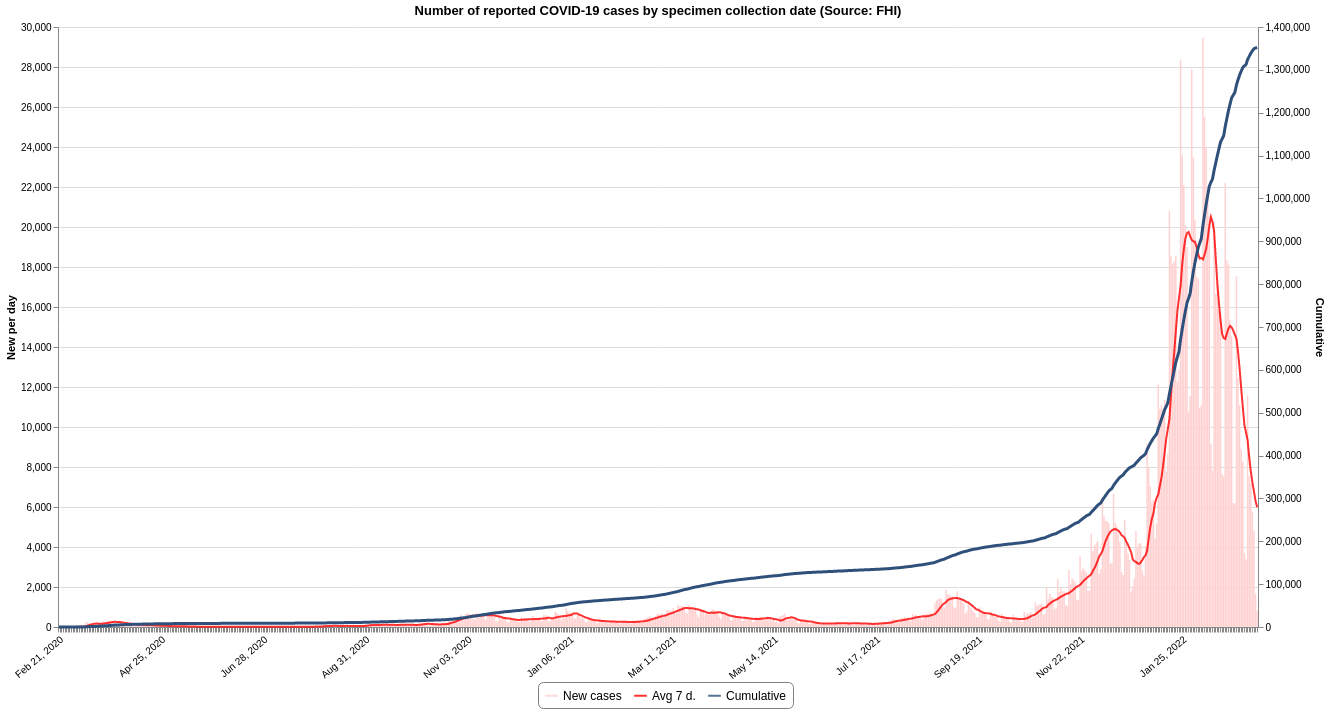 Number of reported COVID-19 cases by specimen collection date (Source: FHI)
30,000
28,000
26,000
24,000
22,000
20,000
18,000
16,000
14,000
12,000
10,000
8,000
6,000
4,000
2,000
0
New per day
1,400,000
1,300,000
1,200,000
1,100,000
1,000,000
900,000
800,000
700,000
600,000
500,000
400,000
300,000
200,000
100,000
0
Cumulative
Feb 21, 2020
Apr 25, 2020
Jun 28, 2020
Aug 31, 2020
Nov 03, 2020
Jan 06, 2021
Mar 11, 2021
May 14, 2021
Jul 17, 2021
Sep 19, 2021
Nov 22, 2021
Jan 25, 2022
New cases Avg 7 d. Cumulative